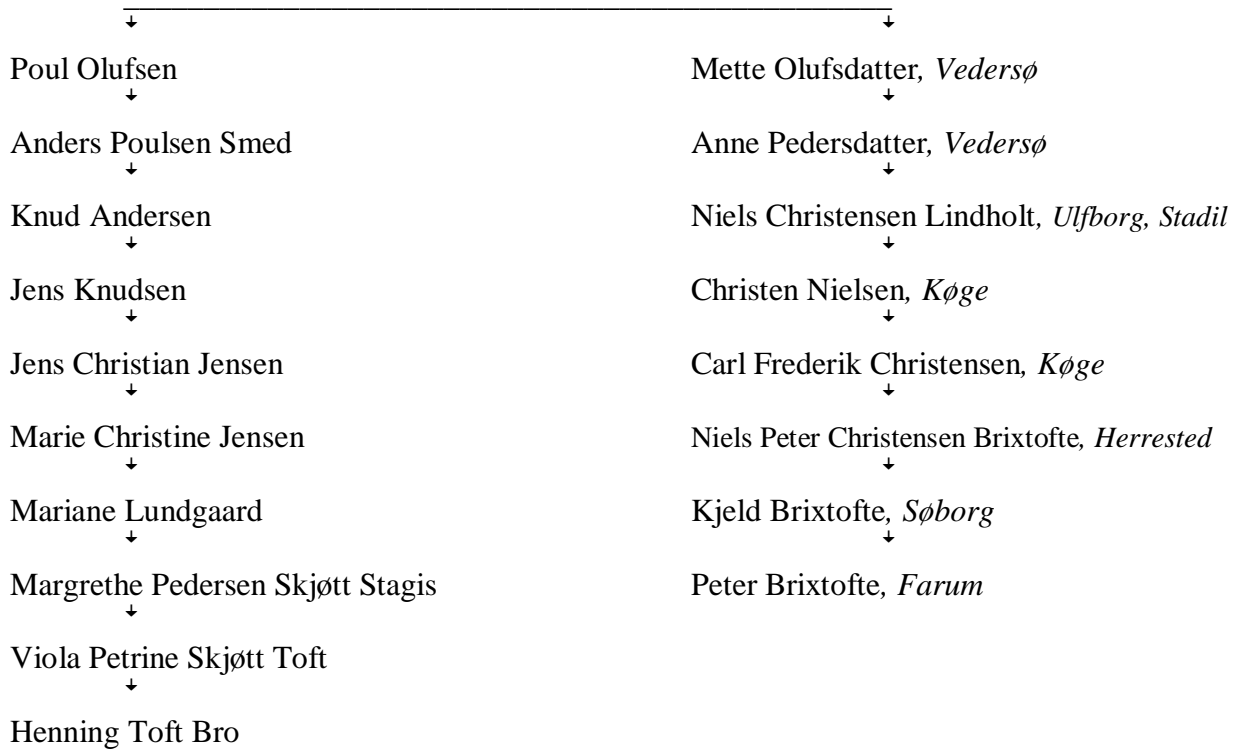 Poul Olufsen
Mette Olufsdatter, Vedersø
Anders Poulsen Smed
Anne Pedersdatter, Vedersø
Knud Andersen
Niels Christensen Lindholt, Ulfborg, Stadil
Jens Knudsen
Christen Nielsen, Køge
Jens Christian Jensen
Carl Frederik Christensen, Køge
Marie Christine Jensen
Niels Peter Christensen Brixtofte, Herrested
Mariane Lundgaard
Kjeld Brixtofte, Søborg
Margrethe Pedersen Skjøtt Stagis
Peter Brixtofte, Farum
Viola Petrine Skjøtt Toft
Henning Toft Bro